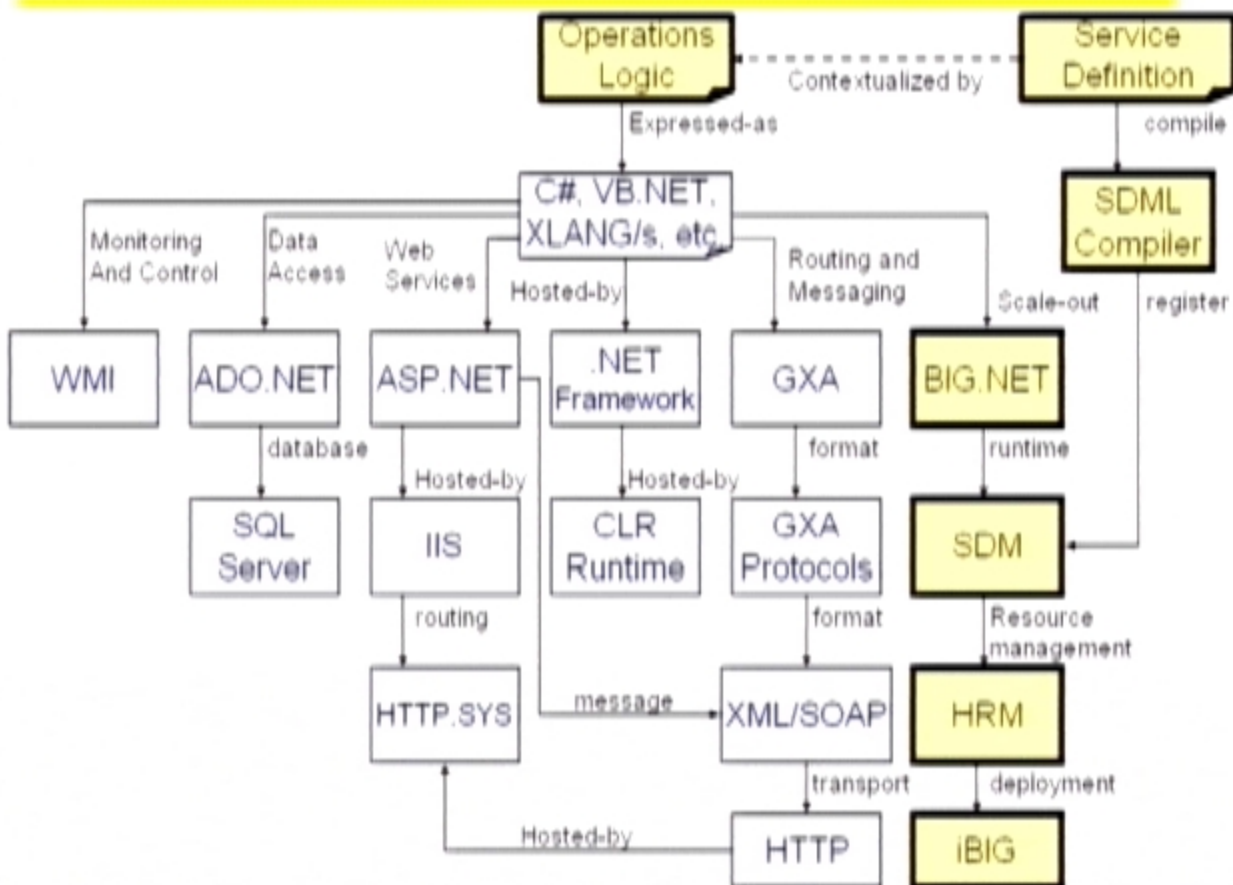 Operations
Logic
Service
Definition
Contextualized by
Expressed-as
compile
C#, VB.NET,
XLANG/s, etc
SDML
Compiler
Monitoring
And Control
Data
Access
Web
Services
Hosted-by
Routing and
Messaging
Scale-out
register
WMI
ADO.NET
ASP.NET
.NET
Framework
GXA
BIG.NET
database
Hosted-by
Hosted-by
format
runtime
SQL
Server
IIS
CLR
Runtime
GXA
Protocols
SDM
routing
format
Resource
management
HTTP.SYS
message
XML/SOAP
HRM
transport
deployment
Hosted-by
HTTP
iBIG